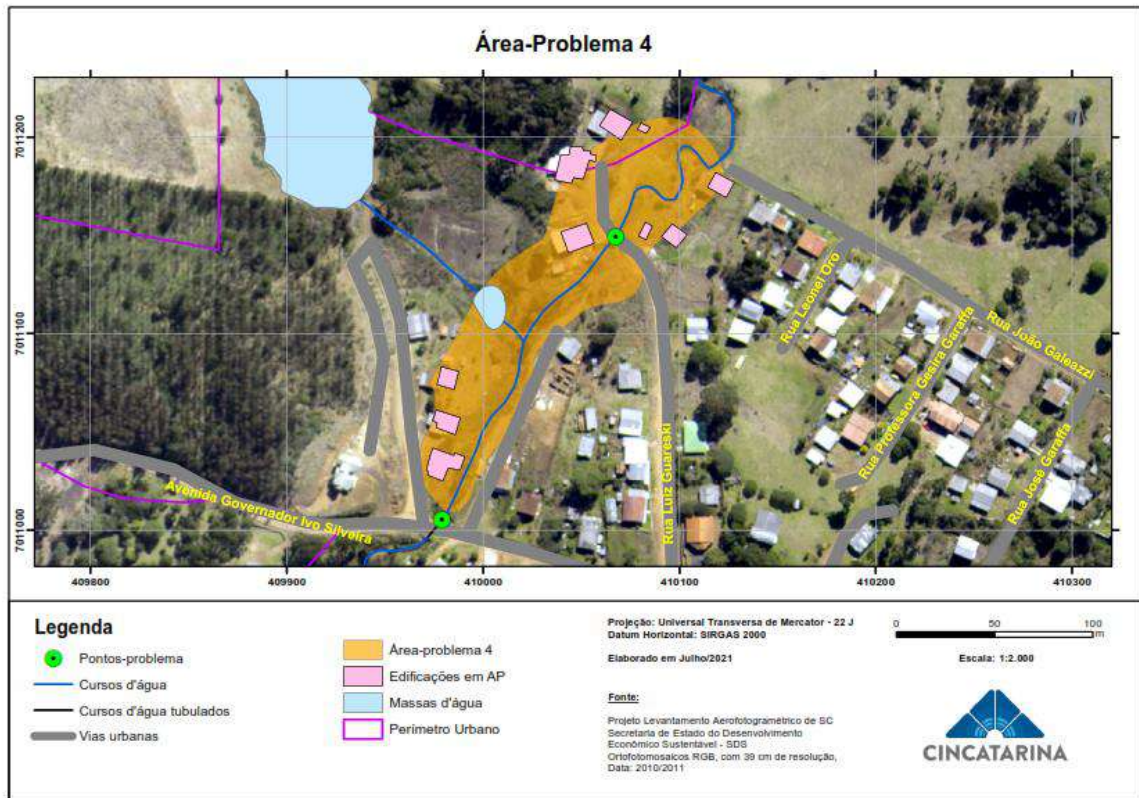 Área-Problema 4
7011200
7011100
7011000
Avenida Governador Ivo Silveira
Rua Luiz Guareski
Rua Leonel Oro
Rua Professora Gesira Garaffa
Rua João Galeazzi
Rua José Garaffa
409800
409900
410000
410100
410200
410300
Legenda
Pontos-problema
Cursos d'água
Cursos d'água tubulados
Vias urbanas
Área-problema 4
Edificações em AP
Massas d'água
Perímetro Urbano
Projeção: Universal Transversa de Mercator - 22 J
Datum Horizontal: SIRGAS 2000
Elaborado em Julho/2021
Fonte:
Projeto Levantamento Aerofotogramétrico de SC
Secretaria de Estado do Desenvolvimento
Econômico Sustentável - SDS
Ortofotomosaicos RGB, com 39 cm de resolução,
Data: 2010/2011
0 50 100
m
Escala: 1:2.000
CINCATARINA